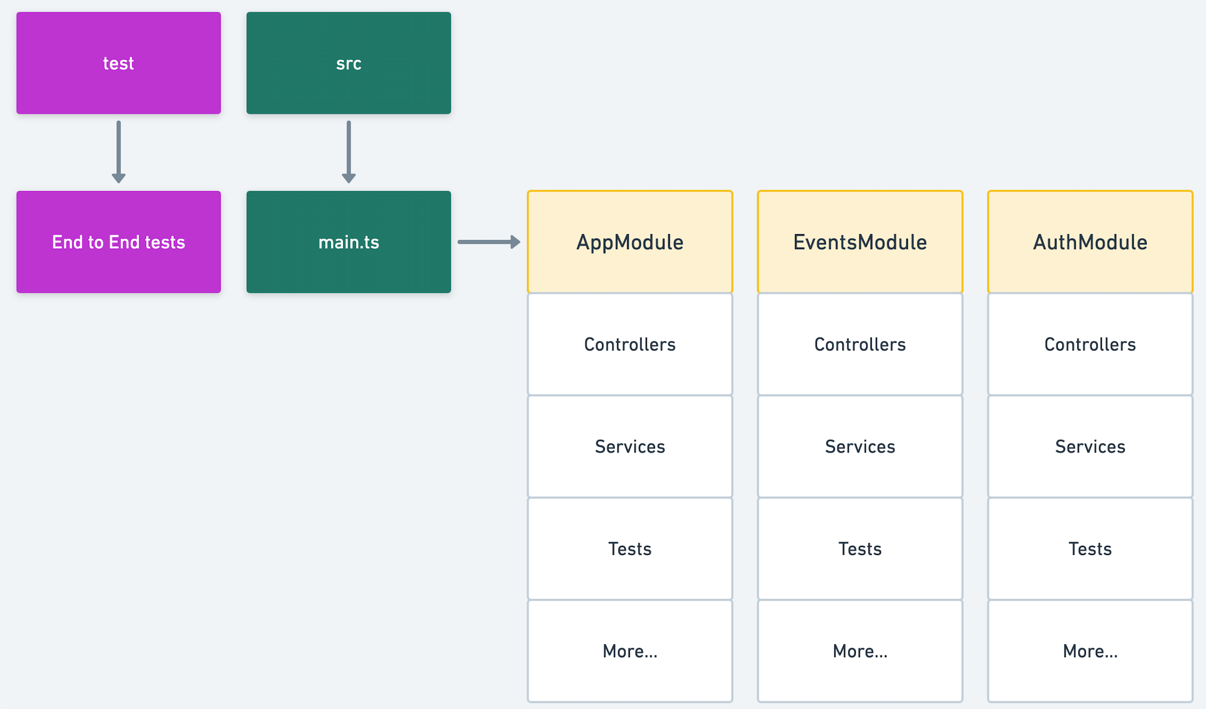 test
src
End to End tests
main.ts
AppModule
EventsModule
AuthModule
Controllers
Controllers
Controllers
Services
Services
Services
Tests
Tests
Tests
More...
More...
More...